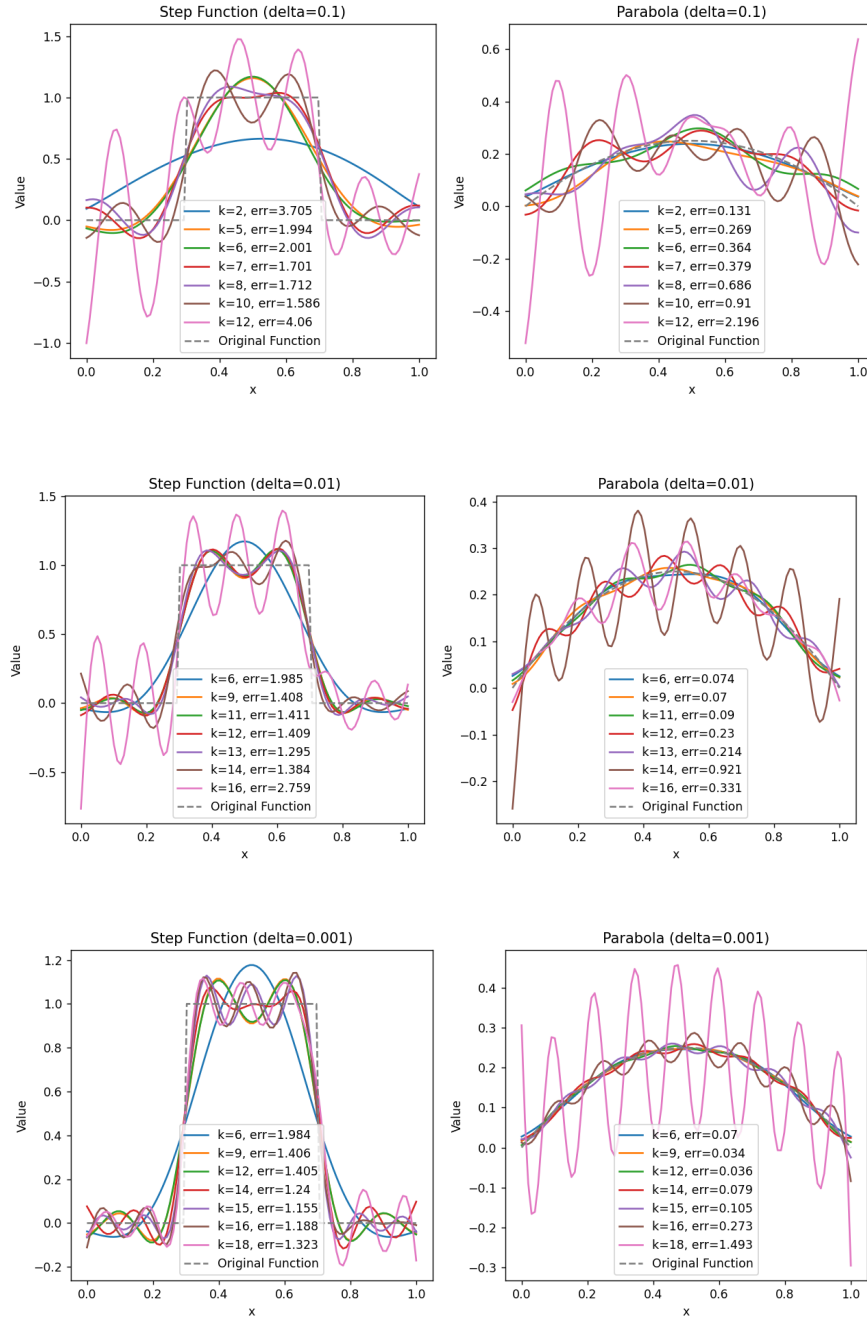 Step Function (delta=0.1)
Value
1.5
1.0
0.5
0.0
−0.5
−1.0
k=2, err=3.705
k=5, err=1.994
k=6, err=2.001
k=7, err=1.701
k=8, err=1.712
k=10, err=1.586
k=12, err=4.06
Original Function
0.0 0.2 0.4 0.6 0.8 1.0
x
Parabola (delta=0.1)
Value
0.6
0.4
0.2
0.0
−0.2
−0.4
k=2, err=0.131
k=5, err=0.269
k=6, err=0.364
k=7, err=0.379
k=8, err=0.686
k=10, err=0.91
k=12, err=2.196
Original Function
0.0 0.2 0.4 0.6 0.8 1.0
x
Step Function (delta=0.01)
Value
1.5
1.0
0.5
0.0
−0.5
k=6, err=1.985
k=9, err=1.408
k=11, err=1.411
k=12, err=1.409
k=13, err=1.295
k=14, err=1.384
k=16, err=2.759
Original Function
0.0 0.2 0.4 0.6 0.8 1.0
x
Parabola (delta=0.01)
Value
0.4
0.3
0.2
0.1
0.0
−0.1
−0.2
k=6, err=0.074
k=9, err=0.07
k=11, err=0.09
k=12, err=0.23
k=13, err=0.214
k=14, err=0.921
k=16, err=0.331
Original Function
0.0 0.2 0.4 0.6 0.8 1.0
x
Step Function (delta=0.001)
Value
1.2
1.0
0.8
0.6
0.4
0.2
0.0
−0.2
k=6, err=1.984
k=9, err=1.406
k=12, err=1.405
k=14, err=1.24
k=15, err=1.155
k=16, err=1.188
k=18, err=1.323
Original Function
0.0 0.2 0.4 0.6 0.8 1.0
x
Parabola (delta=0.001)
Value
0.4
0.3
0.2
0.1
0.0
−0.1
−0.2
−0.3
k=6, err=0.07
k=9, err=0.034
k=12, err=0.036
k=14, err=0.079
k=15, err=0.105
k=16, err=0.273
k=18, err=1.493
Original Function
0.0 0.2 0.4 0.6 0.8 1.0
x